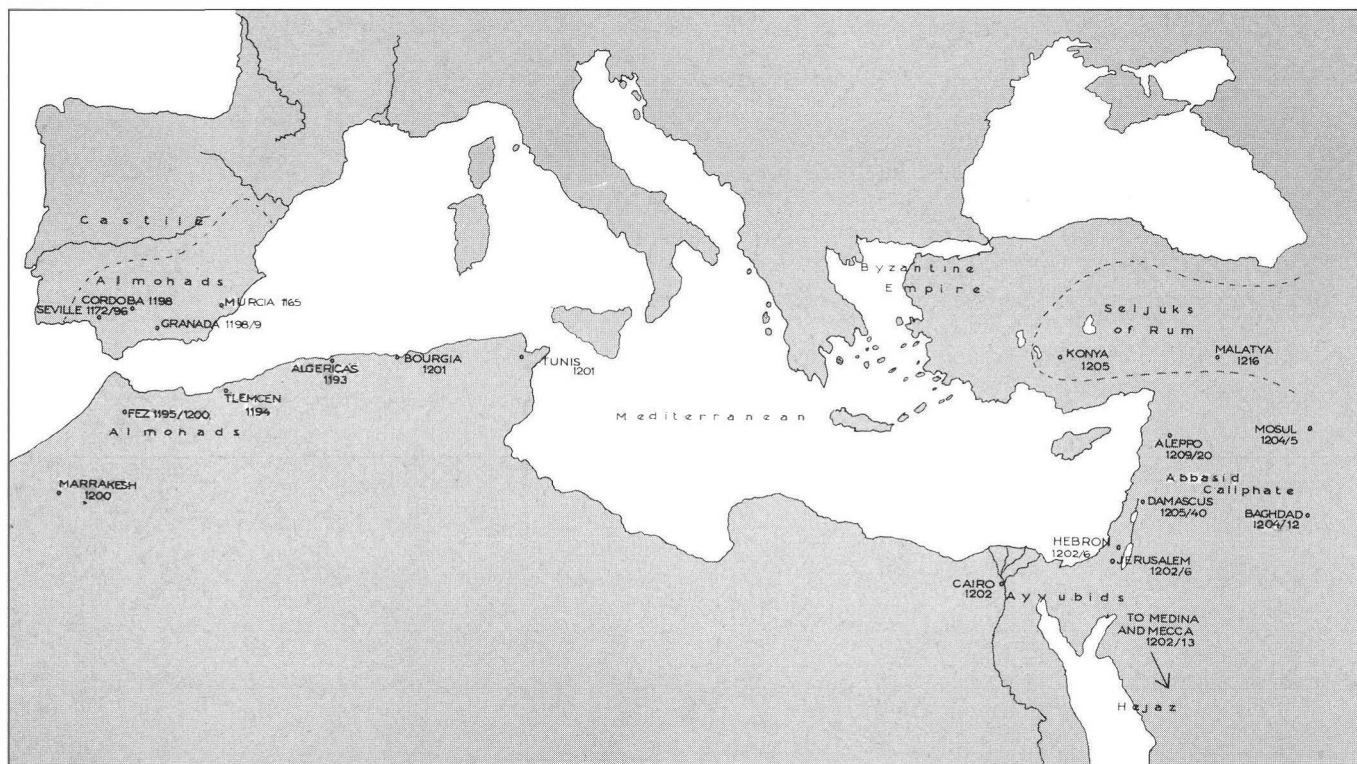 Castile
Almohads
CORDOBA 1198
SEVILLE 1172/96
MURCIA 1165
GRANADA 1198/9
ALGERICAS
1193
BOURGIA
1201
TUNIS
1201
TLEMCEN
1194
FEZ 1195/1200
Almohads
MARRAKESH
1200
Mediterranean
Byzantine
Empire
Seljuks
of Rum
KONYA
1205
MALATYA
1216
MOSUL
1204/5
ALEPPO
1209/20
Abbasid
Caliphate
DAMASCUS
1205/40
BAGHDAD
1204/12
HEBRON
1202/6
JERUSALEM
1202/6
CAIRO
1202
Ayyubids
TO MEDINA
AND MECCA
1202/13
Hejaz